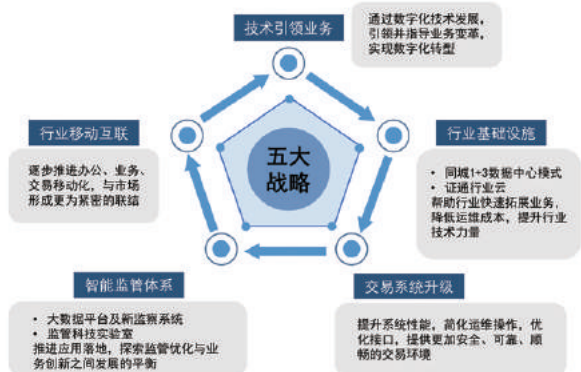 技术引领业务
通过数字化技术发展,
引领并指导业务变革,
实现数字化转型
行业移动互联
逐步推进办公、业务、
交易移动化,与市场
形成更为紧密的联结
五大
战略
行业基础设施
• 同城1+3数据中心模式
• 证通行业云
帮助行业快速拓展业务,
降低运维成本,提升行业
技术力量
智能监管体系
• 大数据平台及新监察系统
• 监管科技实验室
推进应用落地,探索监管优化与业
务创新之间发展的平衡
交易系统升级
提升系统性能,简化运维操作,优
化接口,提供更加安全、可靠、顺
畅的交易环境